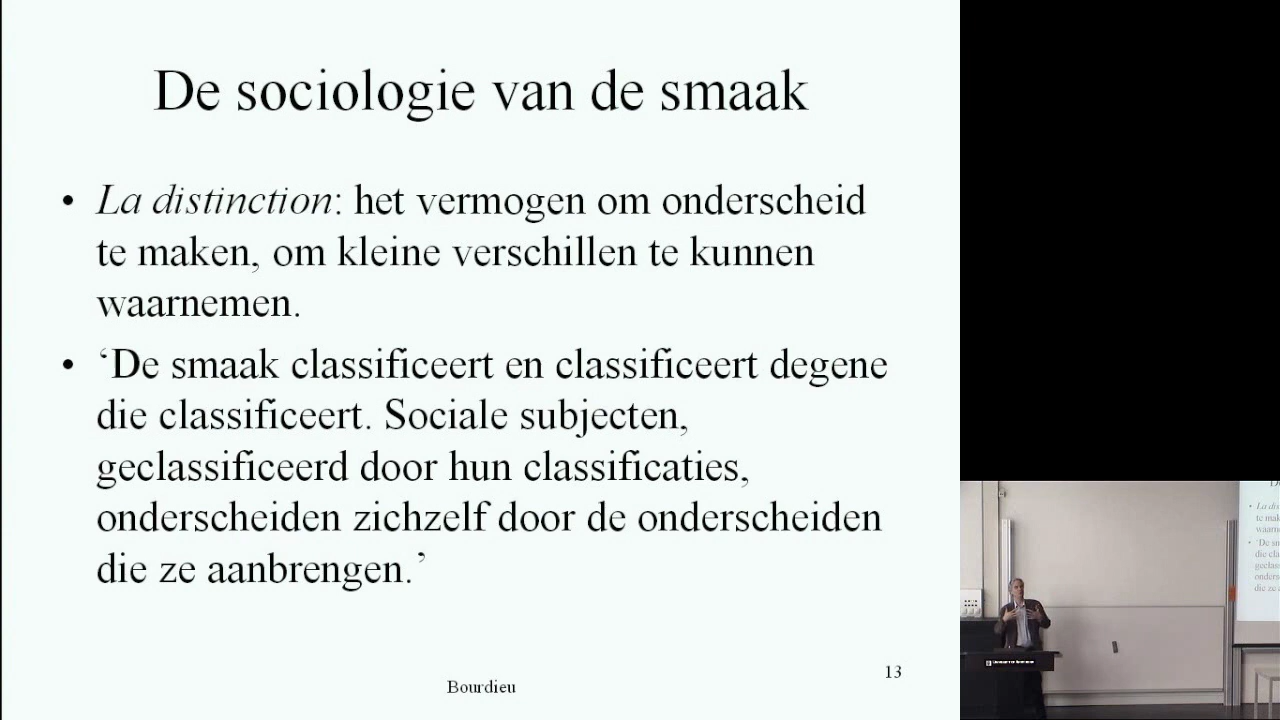 De sociologie van de smaak
• La distinction: het vermogen om onderscheid
te maken, om kleine verschillen te kunnen
waarnemen.
• ‘De smaak classificeert en classificeert degene
die classificeert. Sociale subjecten,
geclassificeerd door hun classificaties,
onderscheiden zichzelf door de onderscheiden
die ze aanbrengen.’
Bourdieu
13